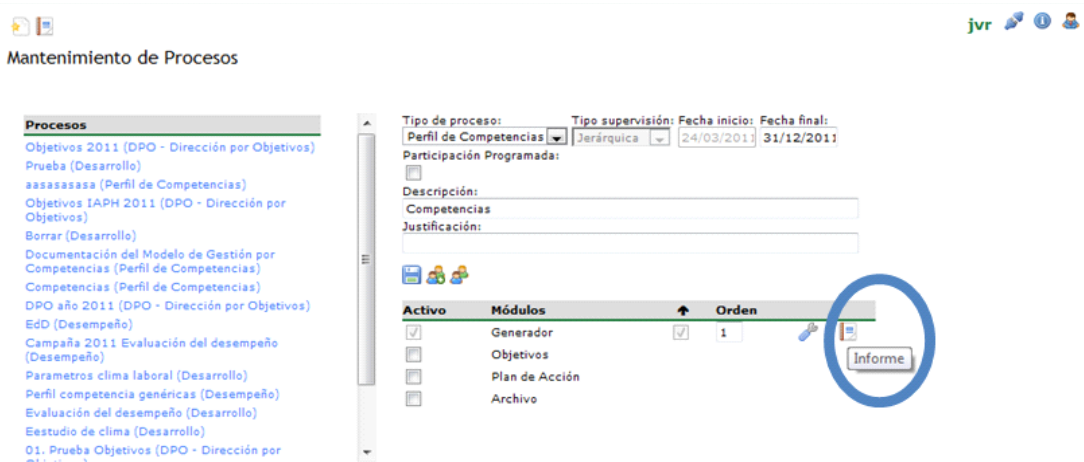 jvr
Mantenimiento de Procesos
Procesos
Objetivos 2011 (DPO - Dirección por Objetivos)
Prueba (Desarrollo)
aasasasasa (Perfil de Competencias)
Objetivos IAPH 2011 (DPO - Dirección por
Objetivos)
Borrar (Desarrollo)
Documentación del Modelo de Gestión por
Competencias (Perfil de Competencias)
Competencias (Perfil de Competencias)
DPO año 2011 (DPO - Dirección por Objetivos)
EdD (Desempeño)
Campaña 2011 Evaluación del desempeño
(Desempeño)
Parametros clima laboral (Desarrollo)
Perfil competencia genéricas (Desempeño)
Evaluación del desempeño (Desarrollo)
Eestudio de clima (Desarrollo)
01. Prueba Objetivos (DPO - Dirección por
Tipo de proceso: Tipo supervisión: Fecha inicio: Fecha final:
Perfil de Competencias Jerárquica 24/03/2011 31/12/2011
Participación Programada:
Descripción:
Competencias
Justificación:
Activo Módulos Orden
Generador 1
Informe
Objetivos
Plan de Acción
Archivo